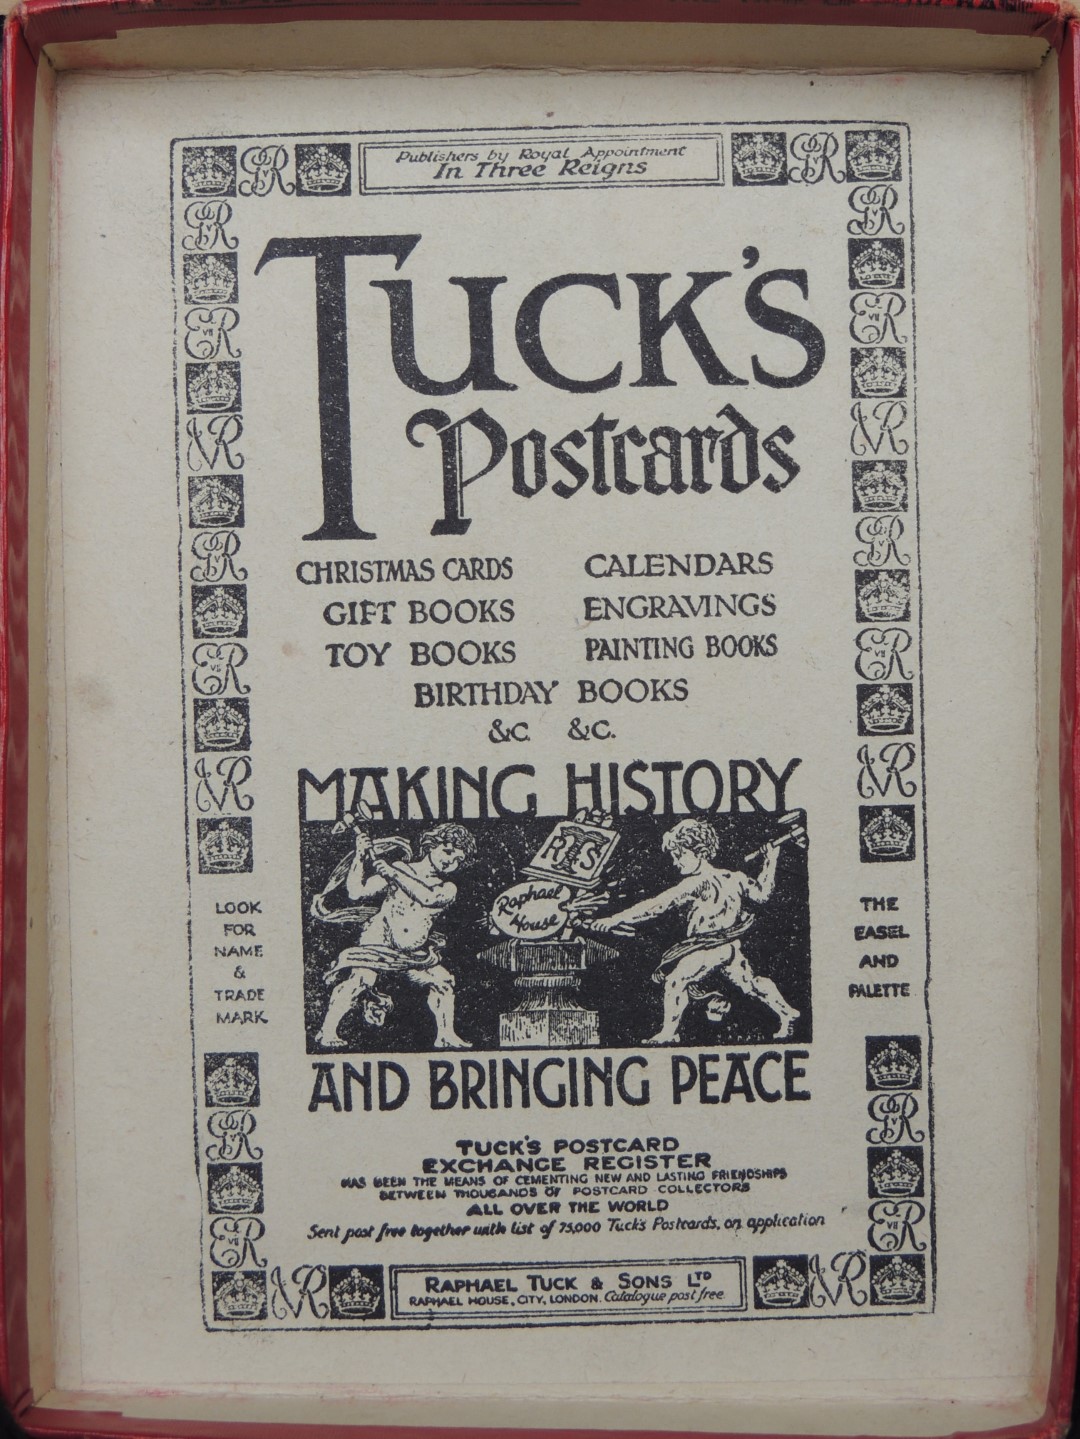 Publishers by Royal Appointment
In Three Reigns
TUCK'S
Postcards
CHRISTMAS CARDS CALENDARS
GIFT BOOKS ENGRAVINGS
TOY BOOKS PAINTING BOOKS
BIRTHDAY BOOKS
&C. &C.
MAKING HISTORY
RTS
Raphael
House
LOOK
FOR
NAME
&
TRADE
MARK
THE
EASEL
AND
PALETTE
AND BRINGING PEACE
TUCK'S POSTCARD
EXCHANGE REGISTER
HAS BEEN THE MEANS OF CEMENTING NEW AND LASTING FRIENDSHIPS
BETWEEN THOUSANDS OF POSTCARD COLLECTORS
ALL OVER THE WORLD
Sent post free together with list of 75,000 Tuck's Postcards, on application
RAPHAEL TUCK & SONS LTD
RAPHAEL HOUSE, CITY, LONDON. Catalogue post free